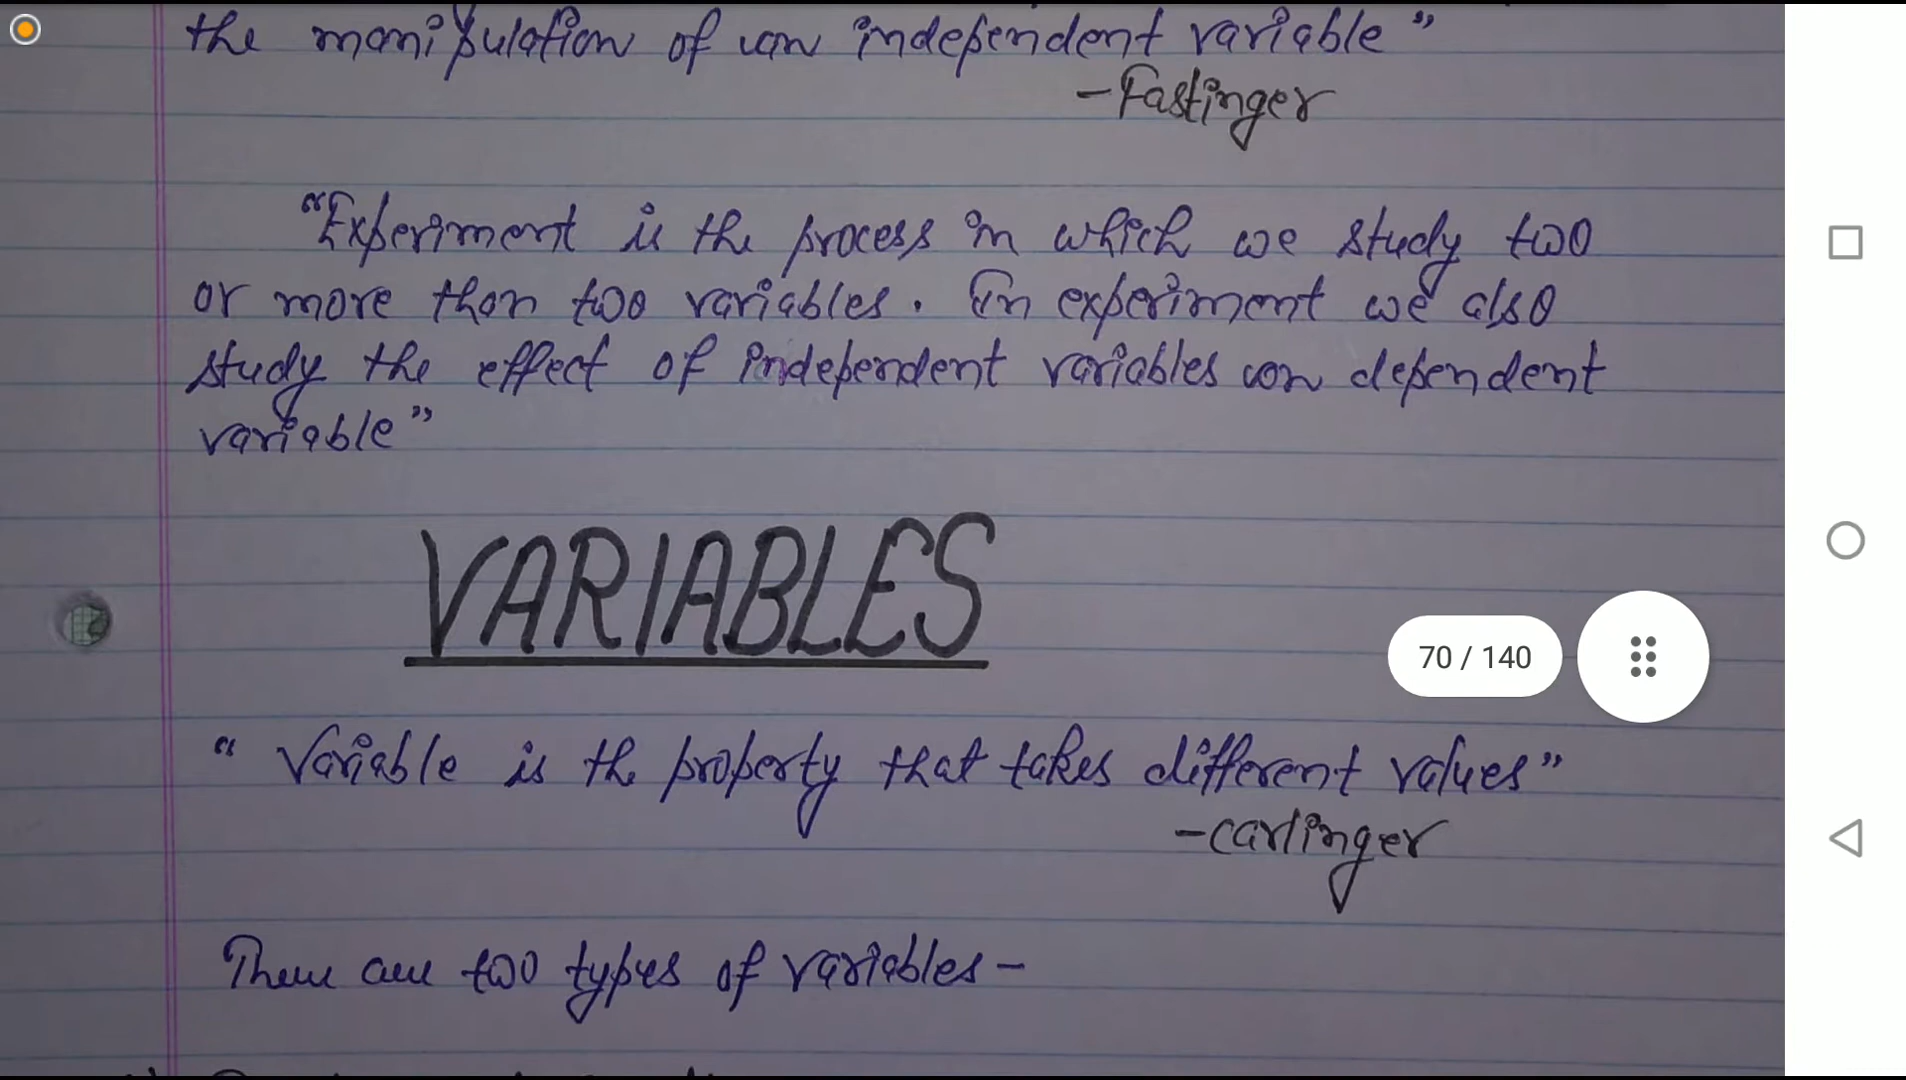 the manipulation of an independent variable"
-Fastinger
"Experiment is the process in which we study two
or more than two variables. In experiment we also
study the effect of independent variables on dependent
variable"
VARIABLES
70 / 140
"Variable is the property that takes different values"
-carlinger
There are two types of variables-